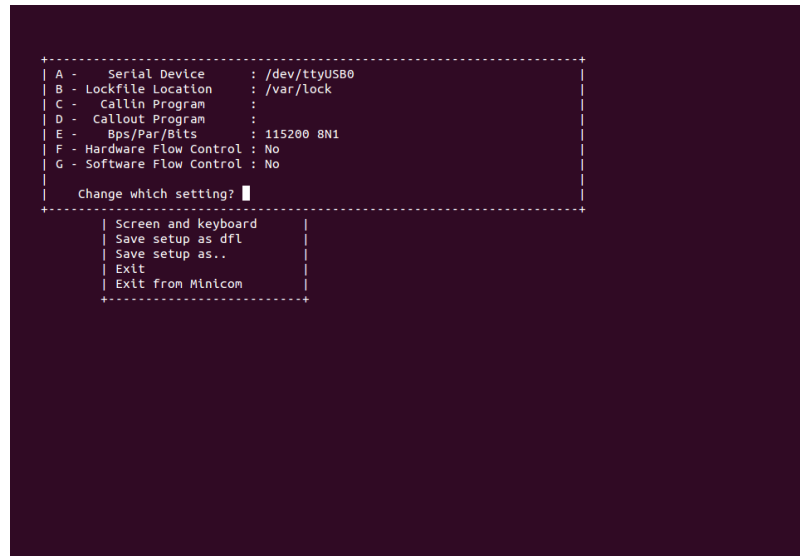 A - Serial Device : /dev/ttyUSB0
B - Lockfile Location : /var/lock
C - Callin Program :
D - Callout Program :
E - Bps/Par/Bits : 115200 8N1
F - Hardware Flow Control : No
G - Software Flow Control : No
Change which setting?
Screen and keyboard
Save setup as dfl
Save setup as..
Exit
Exit from Minicom